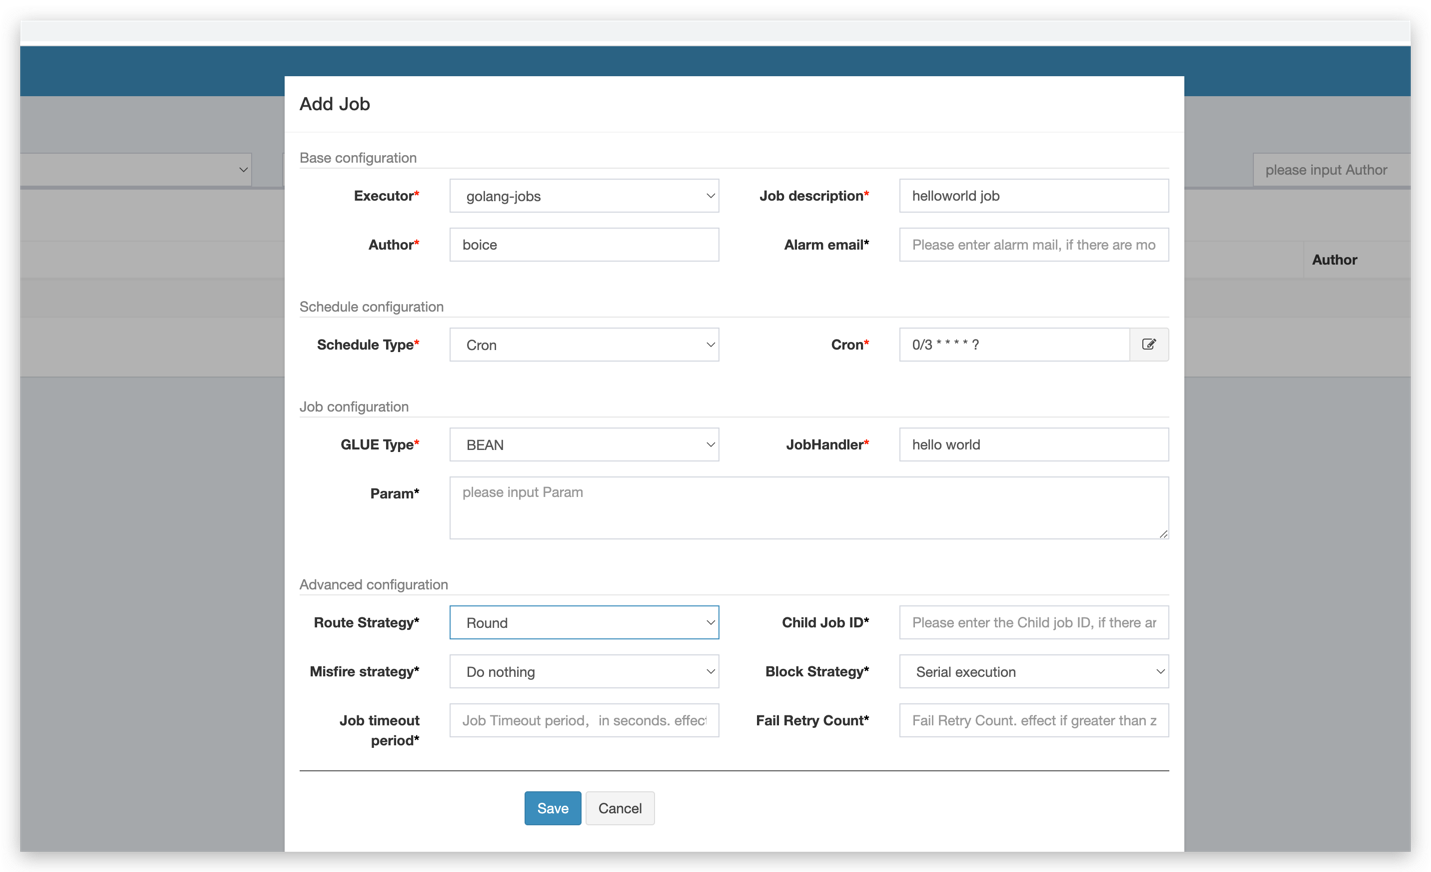 Add Job
Base configuration
Executor* golang-jobs Job description* helloworld job
please input Author
Author* boice Alarm email* Please enter alarm mail, if there are mo
Author
Schedule configuration
Schedule Type* Cron Cron* 0/3 * * * * ?
Job configuration
GLUE Type* BEAN JobHandler* hello world
Param* please input Param
Advanced configuration
Route Strategy* Round Child Job ID* Please enter the Child job ID, if there ar
Misfire strategy* Do nothing Block Strategy* Serial execution
Job timeout period* Job Timeout period，in seconds. effect Fail Retry Count* Fail Retry Count. effect if greater than z
Save Cancel